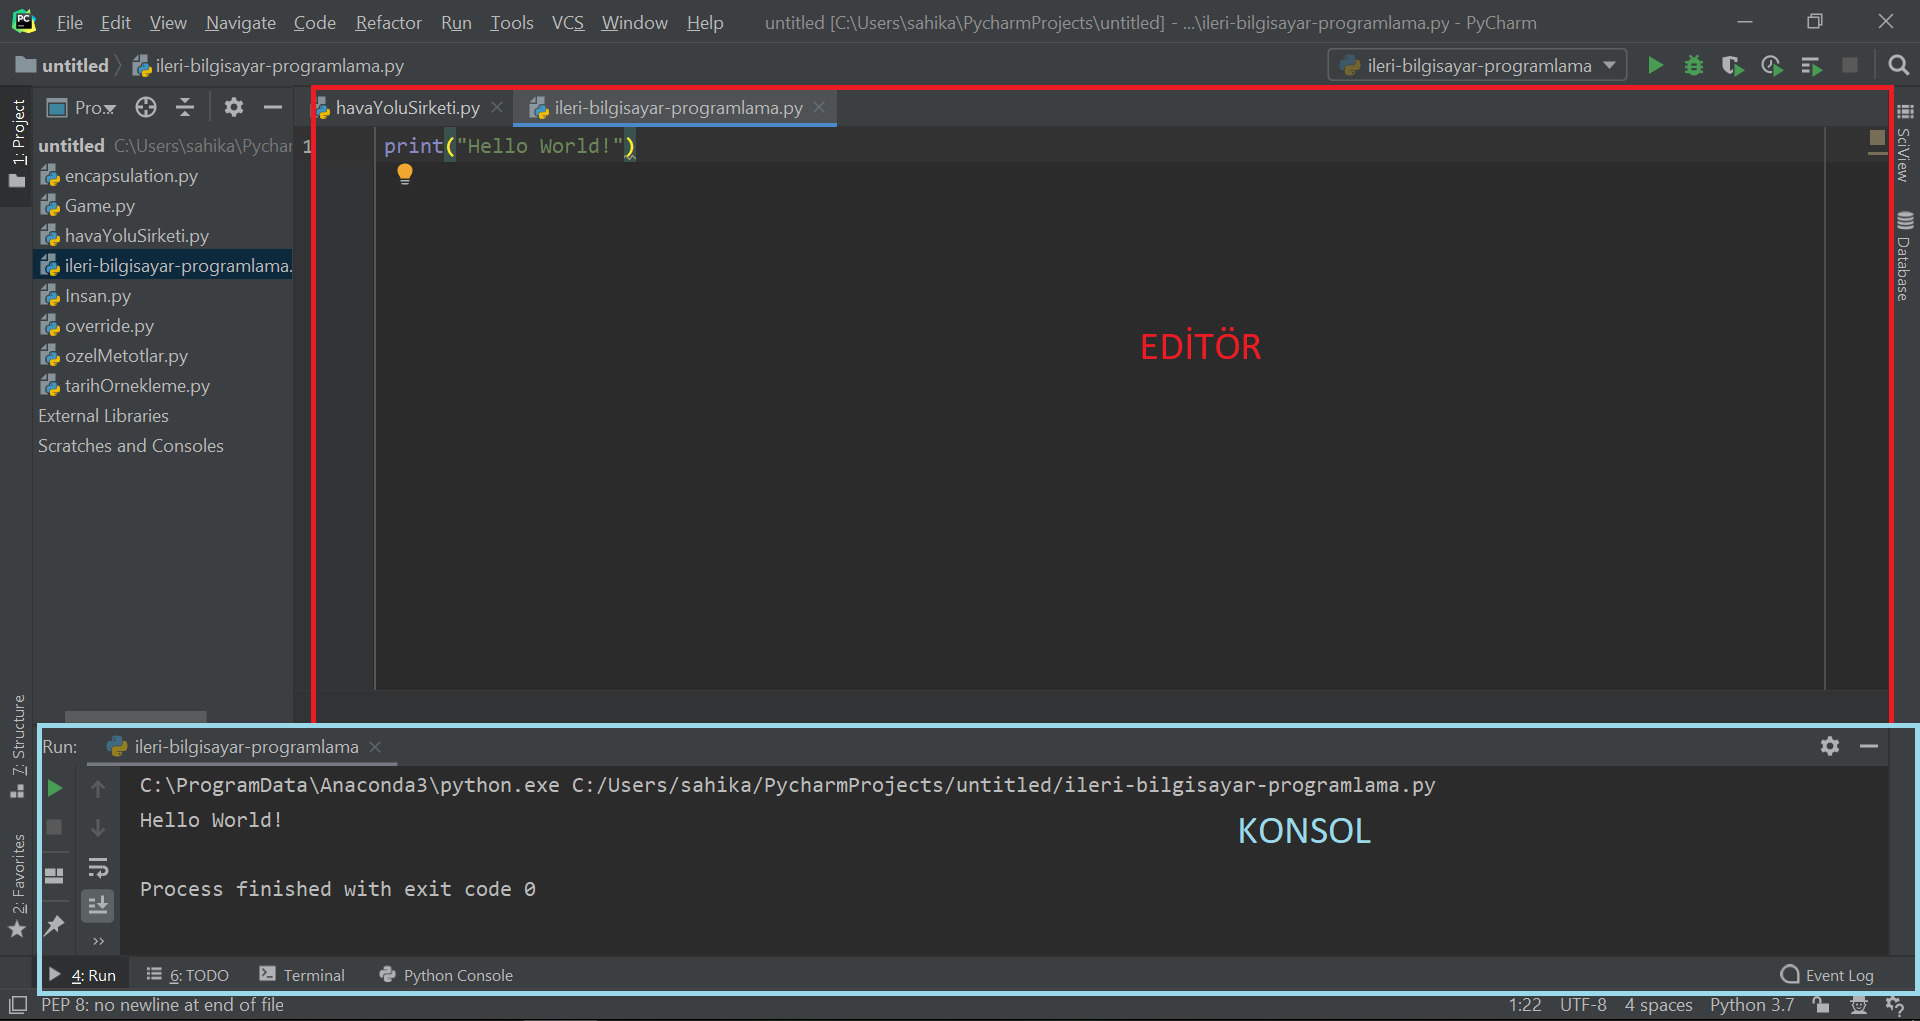 File Edit View Navigate Code Refactor Run Tools VCS Window Help untitled [C:\Users\sahika\PycharmProjects\untitled] - ...\ileri-bilgisayar-programlama.py - PyCharm
untitled ileri-bilgisayar-programlama.py ileri-bilgisayar-programlama
1: Project
Pro...
havaYoluSirketi.py ileri-bilgisayar-programlama.py
untitled C:\Users\sahika\Pychar
encapsulation.py
Game.py
havaYoluSirketi.py
ileri-bilgisayar-programlama.
Insan.py
override.py
ozelMetotlar.py
tarihOrnekleme.py
External Libraries
Scratches and Consoles
1 print("Hello World!")
EDİTÖR
SciView
Database
7: Structure
2: Favorites
Run: ileri-bilgisayar-programlama
C:\ProgramData\Anaconda3\python.exe C:/Users/sahika/PycharmProjects/untitled/ileri-bilgisayar-programlama.py
Hello World!
KONSOL
Process finished with exit code 0
4: Run 6: TODO Terminal Python Console Event Log
PEP 8: no newline at end of file 1:22 UTF-8 4 spaces Python 3.7